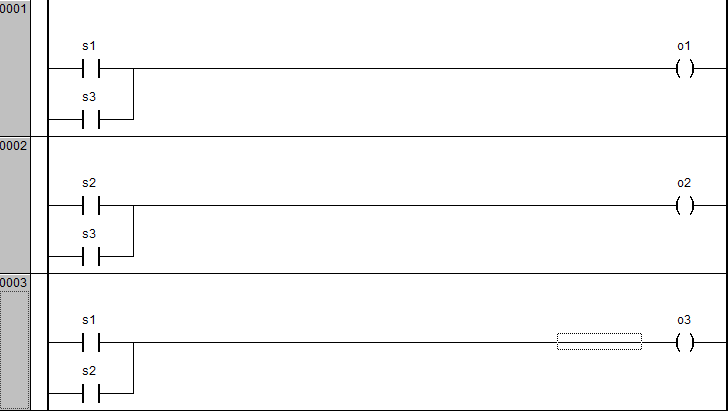 0001
s1 o1
s3
0002
s2 o2
s3
0003
s1 o3
s2